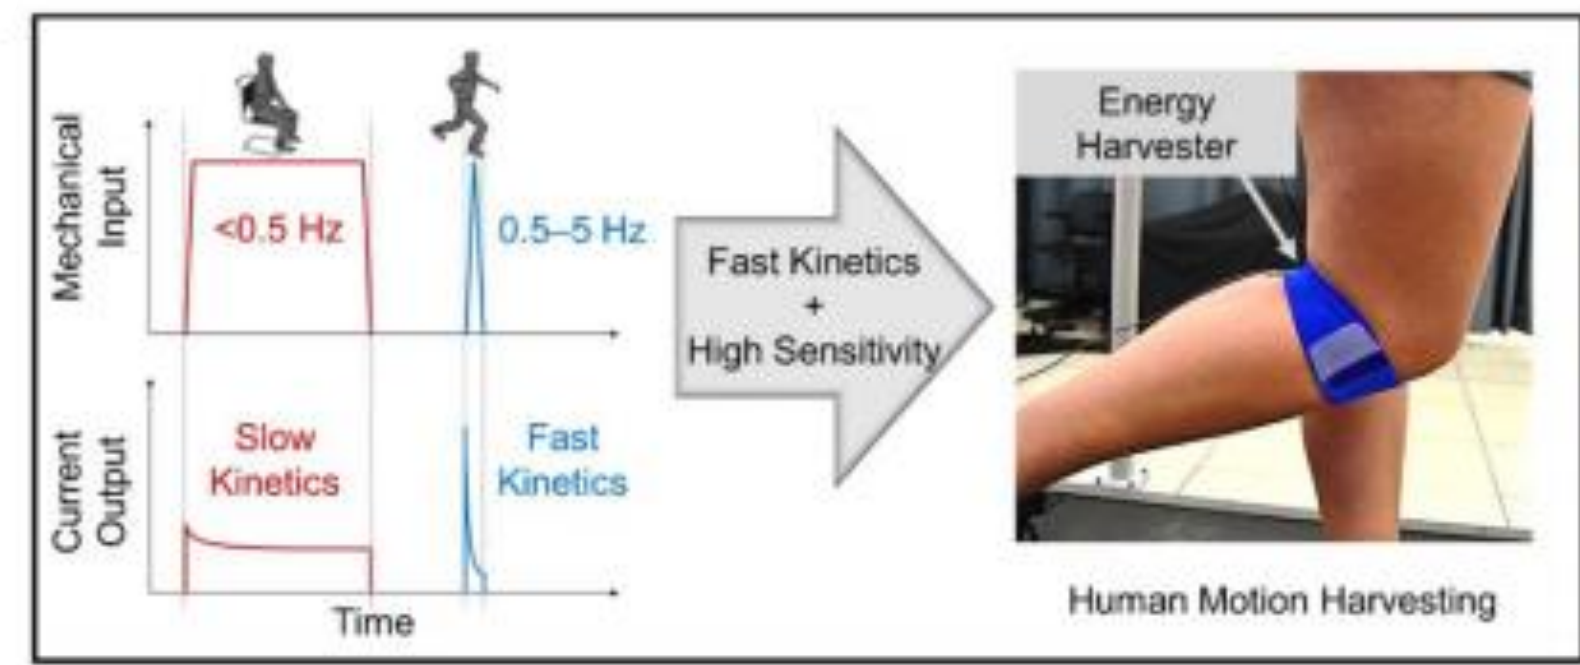 Mechanical
Input
<0.5 Hz
0.5–5 Hz
Current
Output
Slow
Kinetics
Fast
Kinetics
Time
Fast Kinetics
+
High Sensitivity
Energy
Harvester
Human Motion Harvesting